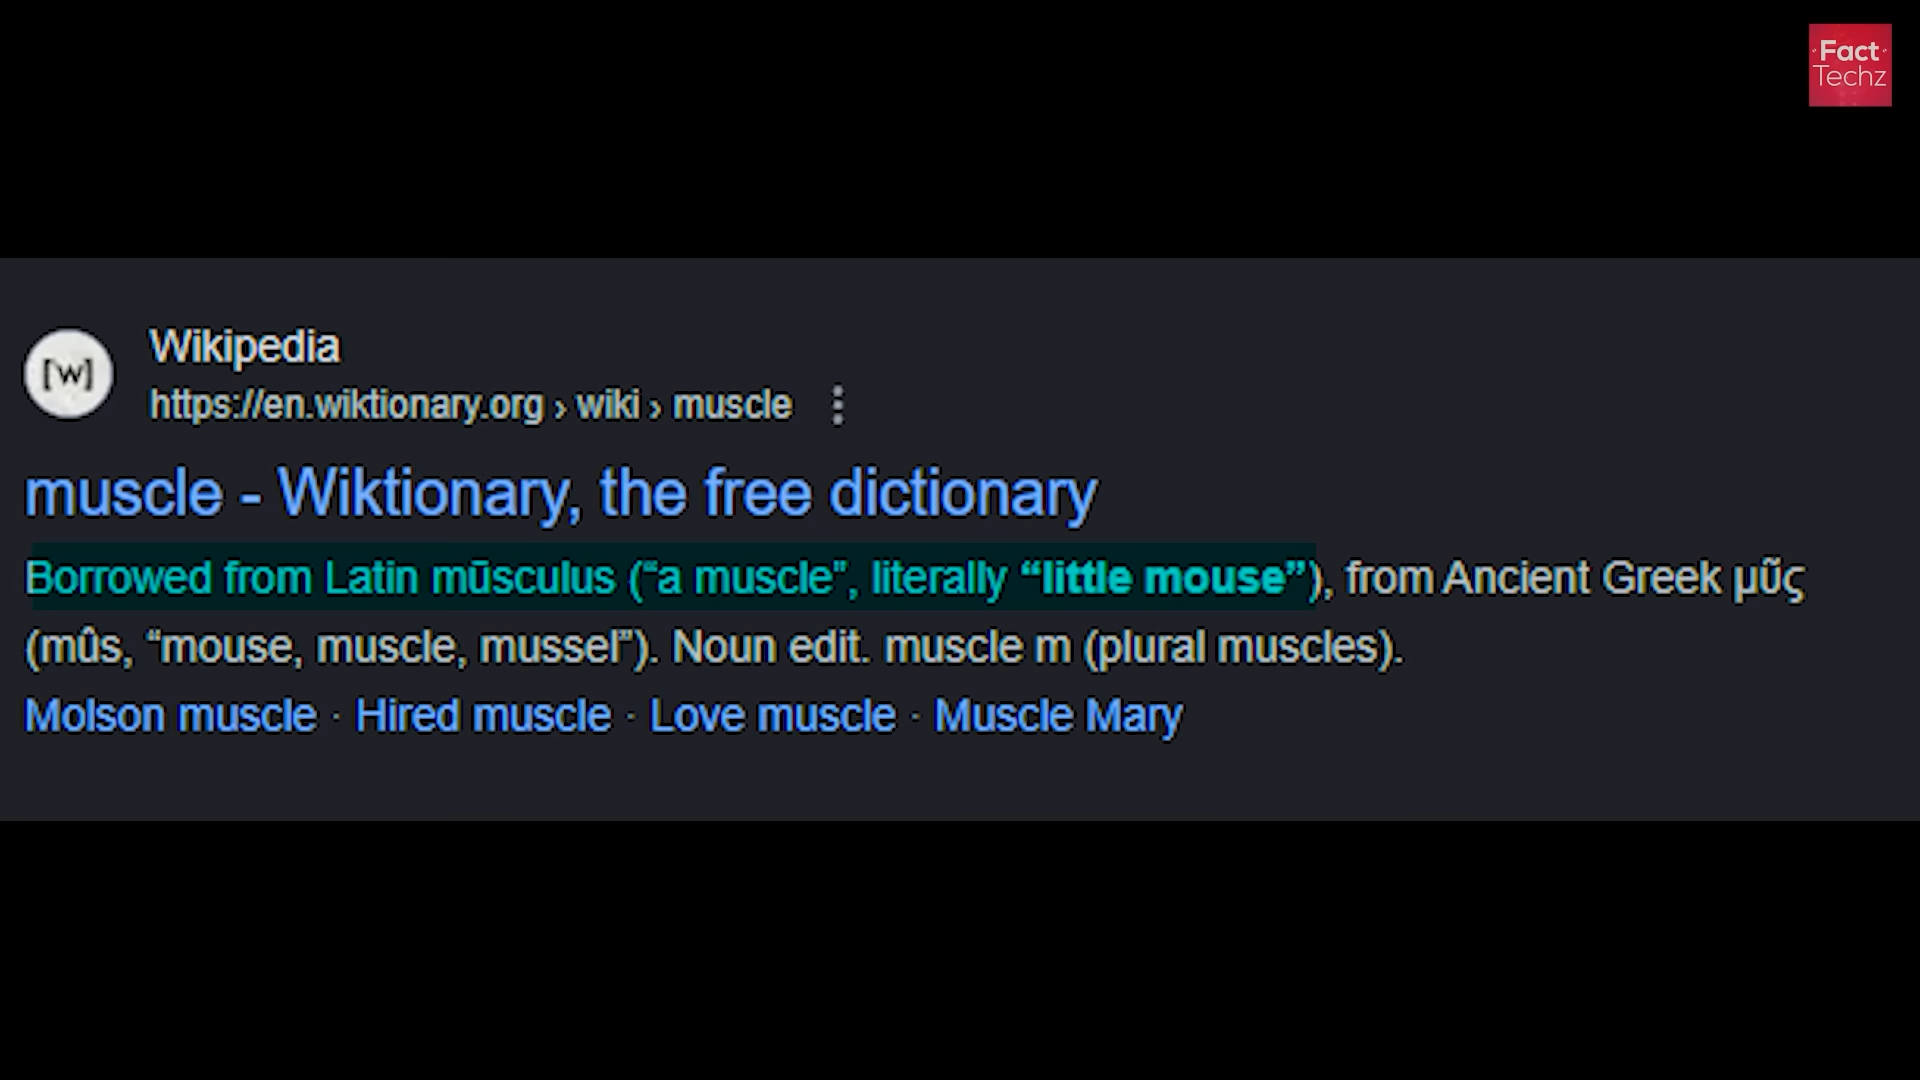 Fact
Techz
[W]
Wikipedia
https://en.wiktionary.org › wiki › muscle
muscle - Wiktionary, the free dictionary
Borrowed from Latin mūsculus (“a muscle”, literally “little mouse”), from Ancient Greek μῦς
(mûs, “mouse, muscle, mussel”). Noun edit. muscle m (plural muscles).
Molson muscle · Hired muscle · Love muscle · Muscle Mary